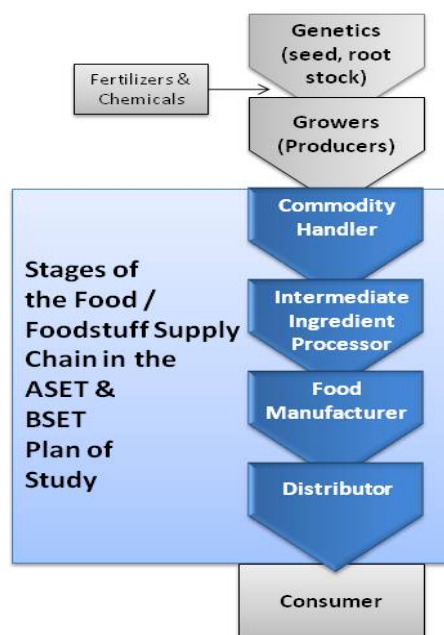 Genetics
(seed, root
stock)
Fertilizers &
Chemicals
Growers
(Producers)
Commodity
Handler
Stages of
the Food /
Foodstuff Supply
Chain in the
ASET &
BSET
Plan of
Study
Intermediate
Ingredient
Processor
Food
Manufacturer
Distributor
Consumer